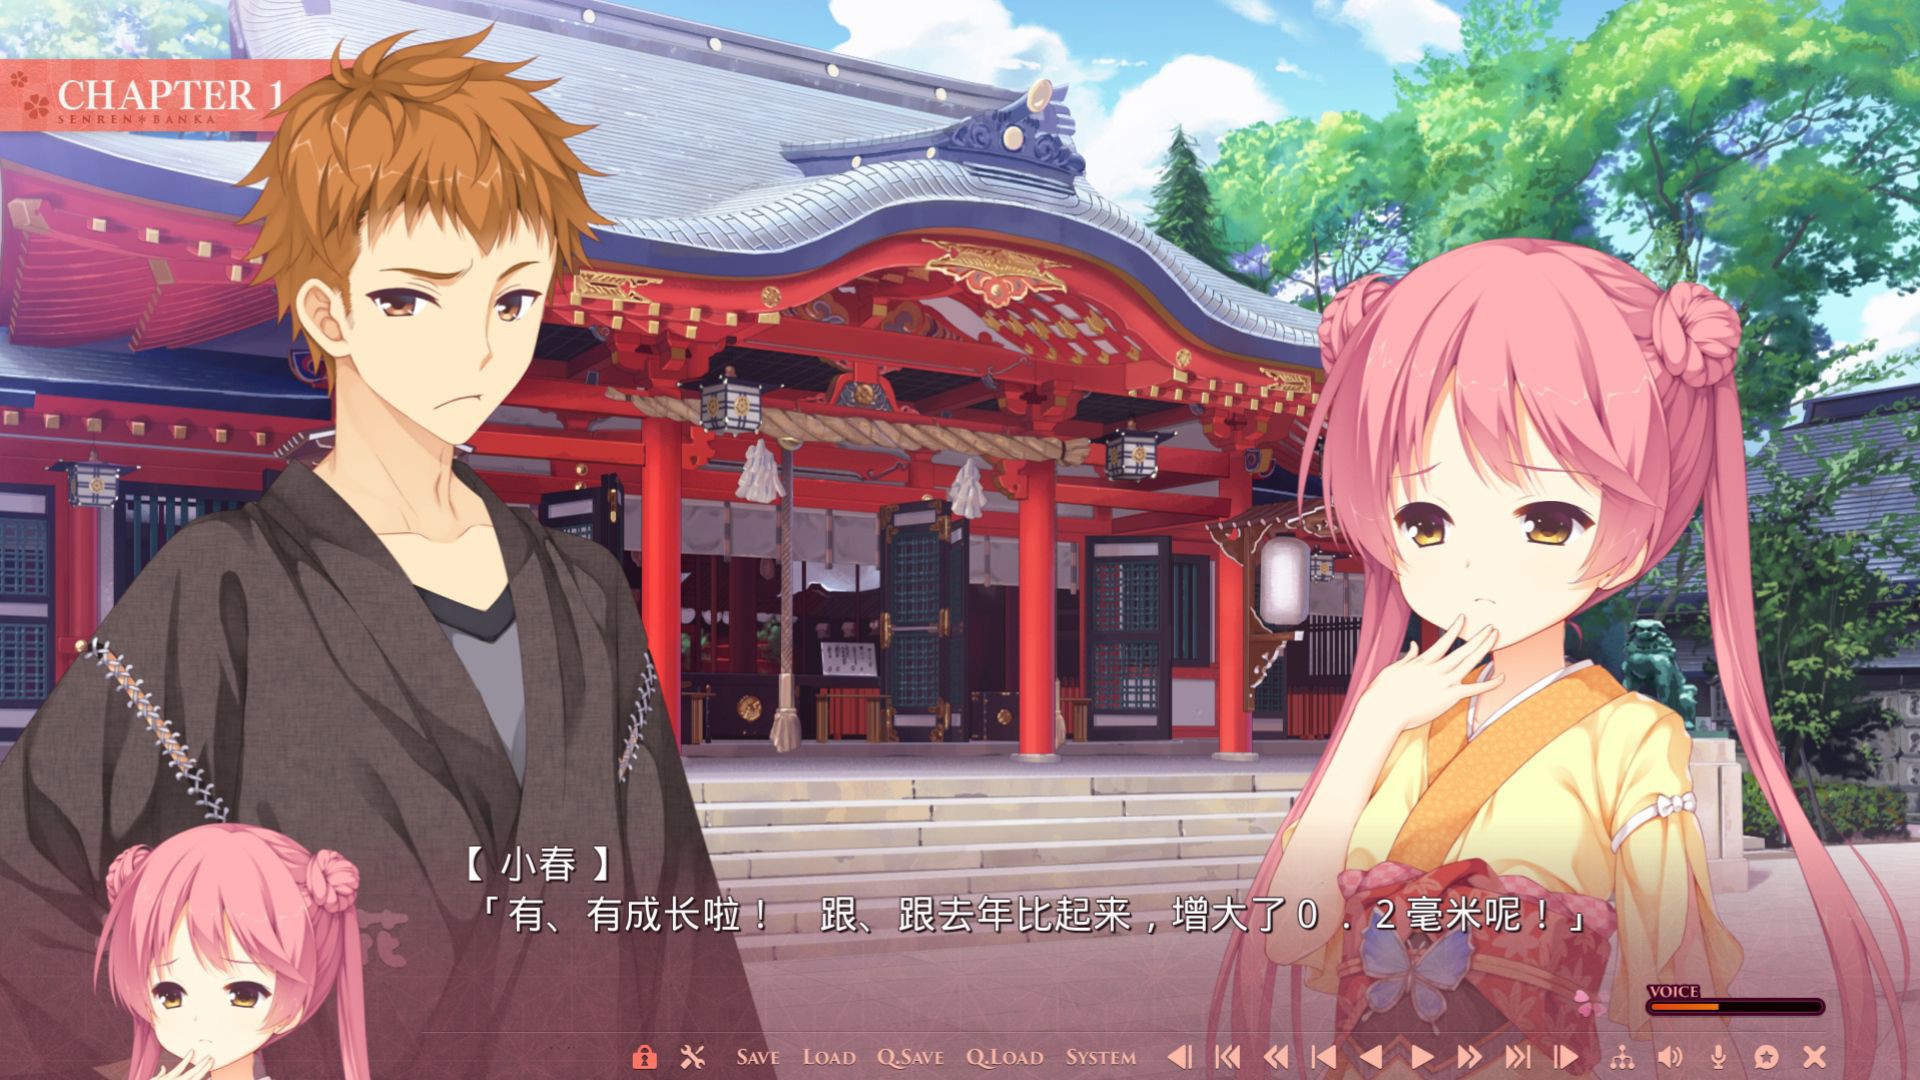 CHAPTER 1
SENREN＊BANKA
【 小春 】
「有、有成长啦！　跟、跟去年比起来，增大了０．２毫米呢！」
VOICE
SAVE LOAD Q.SAVE Q.LOAD SYSTEM